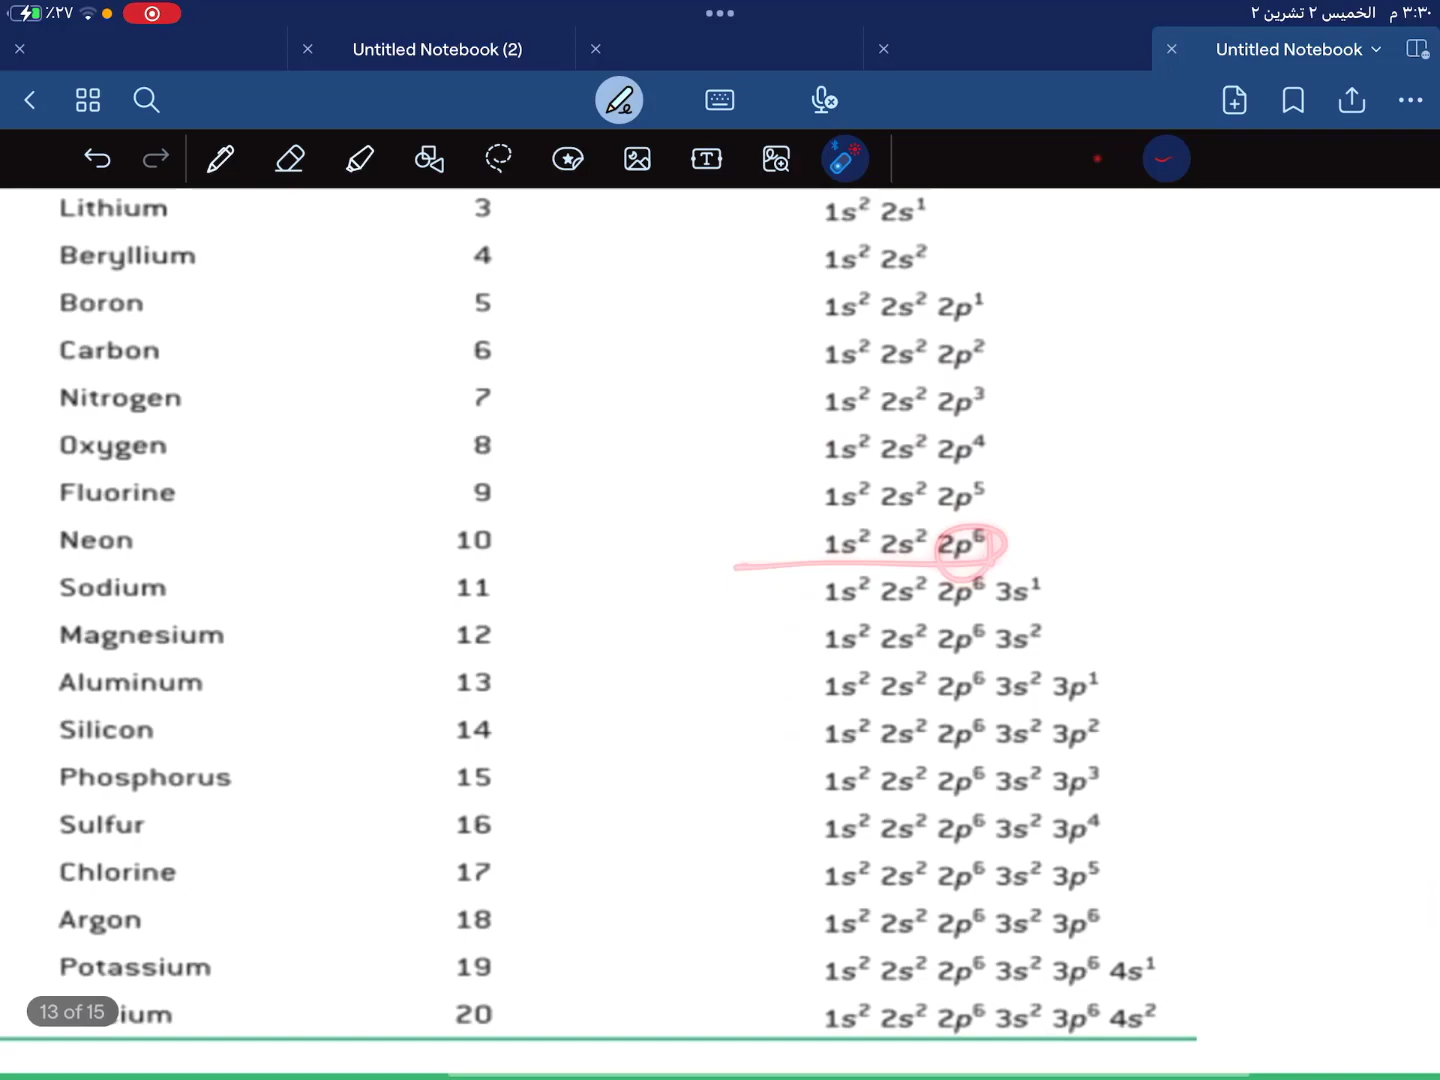 ٪٢٧
٣:٣٠ م الخميس ٢ تشرين ٢
Untitled Notebook (2)
Untitled Notebook
Lithium 3 1s² 2s¹
Beryllium 4 1s² 2s²
Boron 5 1s² 2s² 2p¹
Carbon 6 1s² 2s² 2p²
Nitrogen 7 1s² 2s² 2p³
Oxygen 8 1s² 2s² 2p⁴
Fluorine 9 1s² 2s² 2p⁵
Neon 10 1s² 2s² 2p⁶
Sodium 11 1s² 2s² 2p⁶ 3s¹
Magnesium 12 1s² 2s² 2p⁶ 3s²
Aluminum 13 1s² 2s² 2p⁶ 3s² 3p¹
Silicon 14 1s² 2s² 2p⁶ 3s² 3p²
Phosphorus 15 1s² 2s² 2p⁶ 3s² 3p³
Sulfur 16 1s² 2s² 2p⁶ 3s² 3p⁴
Chlorine 17 1s² 2s² 2p⁶ 3s² 3p⁵
Argon 18 1s² 2s² 2p⁶ 3s² 3p⁶
Potassium 19 1s² 2s² 2p⁶ 3s² 3p⁶ 4s¹
13 of 15 ium 20 1s² 2s² 2p⁶ 3s² 3p⁶ 4s²